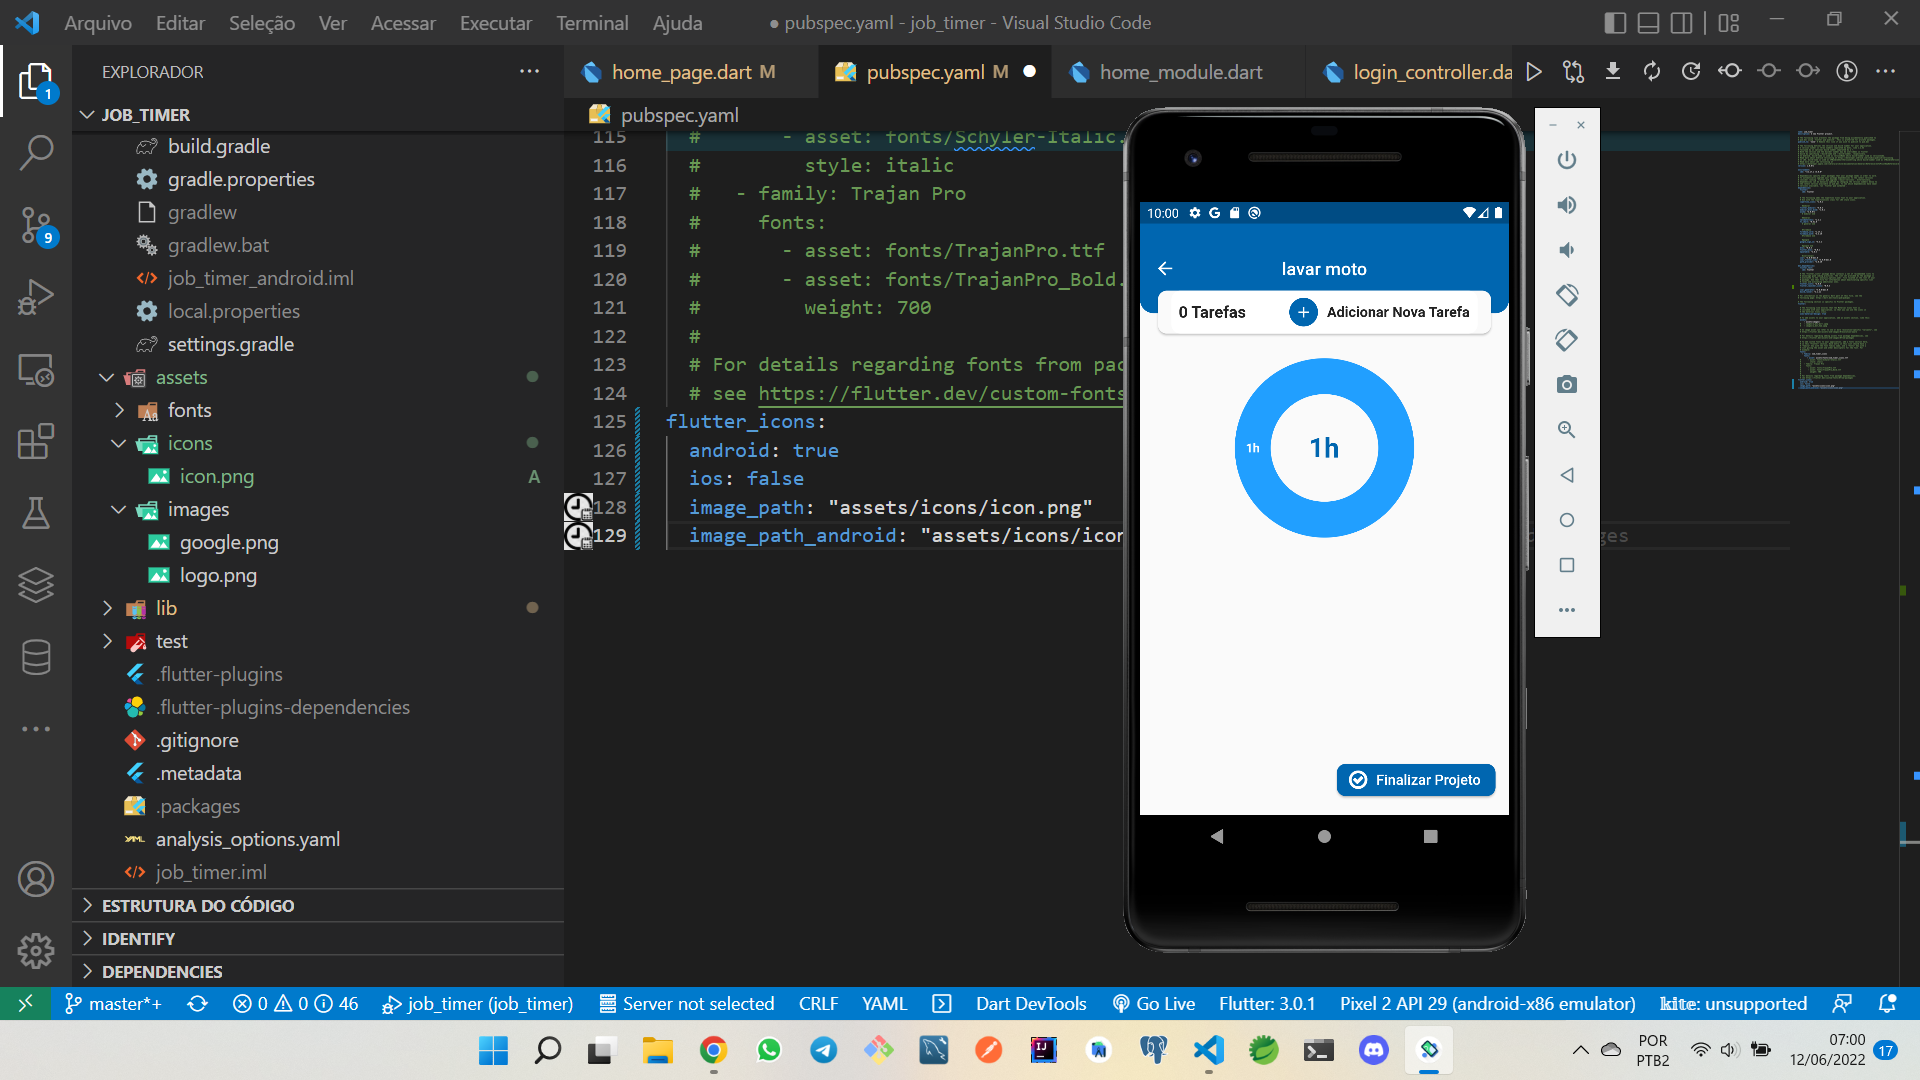 Arquivo Editar Seleção Ver Acessar Executar Terminal Ajuda
● pubspec.yaml - job_timer - Visual Studio Code
EXPLORADOR
JOB_TIMER
build.gradle
gradle.properties
gradlew
gradlew.bat
job_timer_android.iml
local.properties
settings.gradle
assets
fonts
icons
icon.png A
images
google.png
logo.png
lib
test
.flutter-plugins
.flutter-plugins-dependencies
.gitignore
.metadata
.packages
analysis_options.yaml
job_timer.iml
ESTRUTURA DO CÓDIGO
IDENTIFY
DEPENDENCIES
1
9
home_page.dart M
pubspec.yaml M
home_module.dart
login_controller.da
pubspec.yaml
115 # - asset: fonts/Schyler-Italic.
116 # style: italic
117 # - family: Trajan Pro
118 # fonts:
119 # - asset: fonts/TrajanPro.ttf
120 # - asset: fonts/TrajanPro_Bold.
121 # weight: 700
122 #
123 # For details regarding fonts from pac
124 # see https://flutter.dev/custom-fonts
125 flutter_icons:
126 android: true
127 ios: false
128 image_path: "assets/icons/icon.png"
129 image_path_android: "assets/icons/icon
ges
10:00
lavar moto
0 Tarefas
Adicionar Nova Tarefa
1h
1h
Finalizar Projeto
master*+ 0 0 46 job_timer (job_timer) Server not selected CRLF YAML Dart DevTools Go Live Flutter: 3.0.1 Pixel 2 API 29 (android-x86 emulator) kite: unsupported
POR
PTB2
07:00
12/06/2022
17